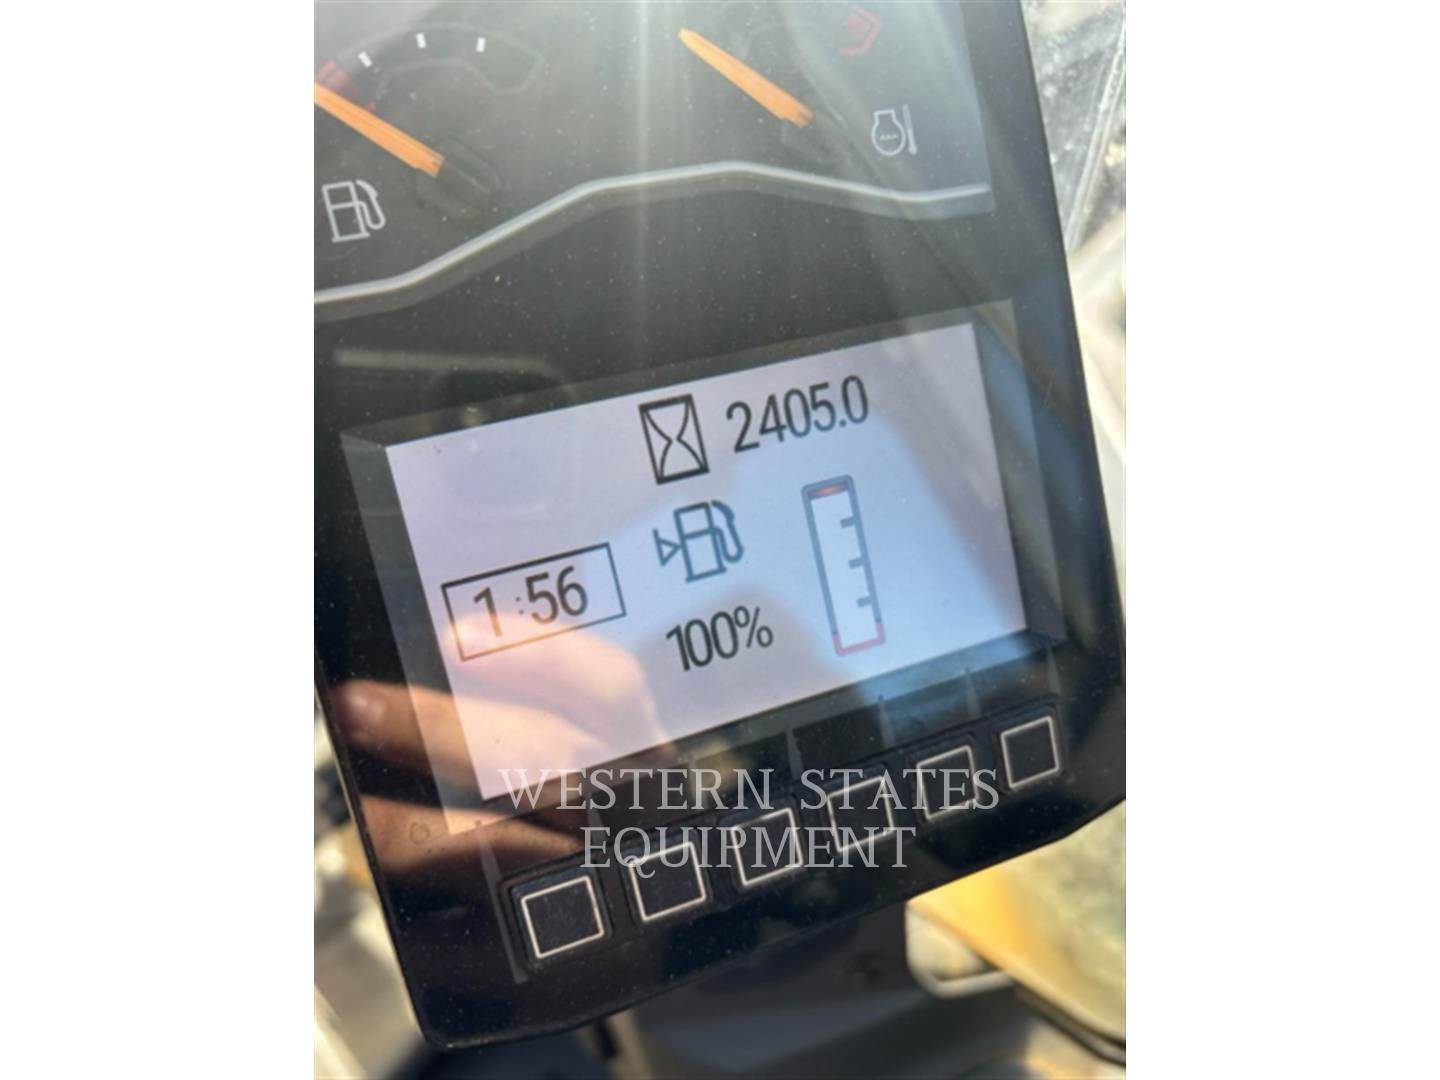 2405.0
1:56
100%
WESTERN STATES
EQUIPMENT